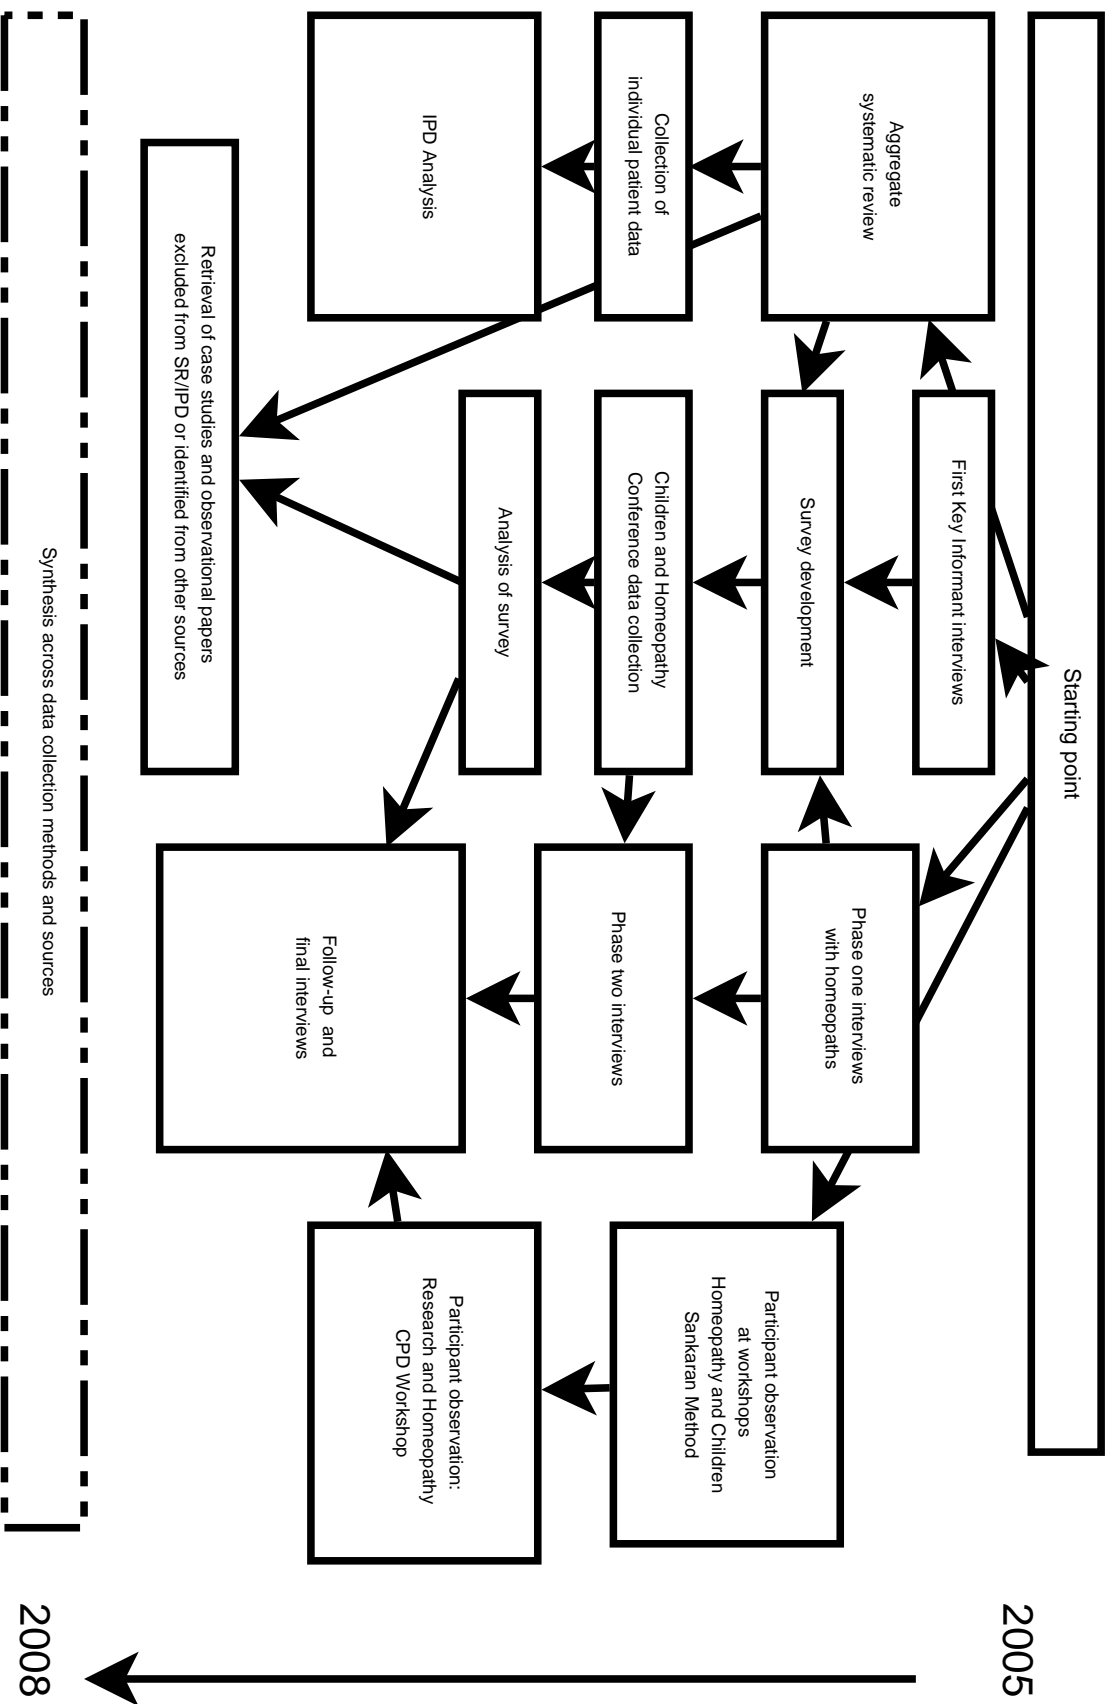 Starting point
2005
First Key Informant interviews
Aggregate
systematic review
Phase one interviews
with homeopaths
Survey development
Participant observation
at workshops
Homeopathy and Children
Sankaran Method
Collection of
individual patient data
Children and Homeopathy
Conference data collection
Phase two interviews
IPD Analysis
Analysis of survey
Participant observation:
Research and Homeopathy
CPD Workshop
Follow-up and
final interviews
Retrieval of case studies and observational papers
excluded from SR/IPD or identified from other sources
Synthesis across data collection methods and sources
2008